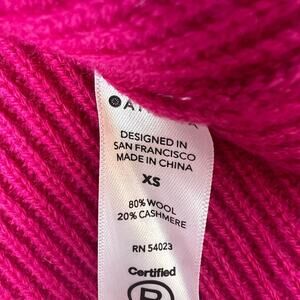 DESIGNED IN
SAN FRANCISCO
MADE IN CHINA
XS
80% WOOL
20% CASHMERE
RN 54023
Certified
B